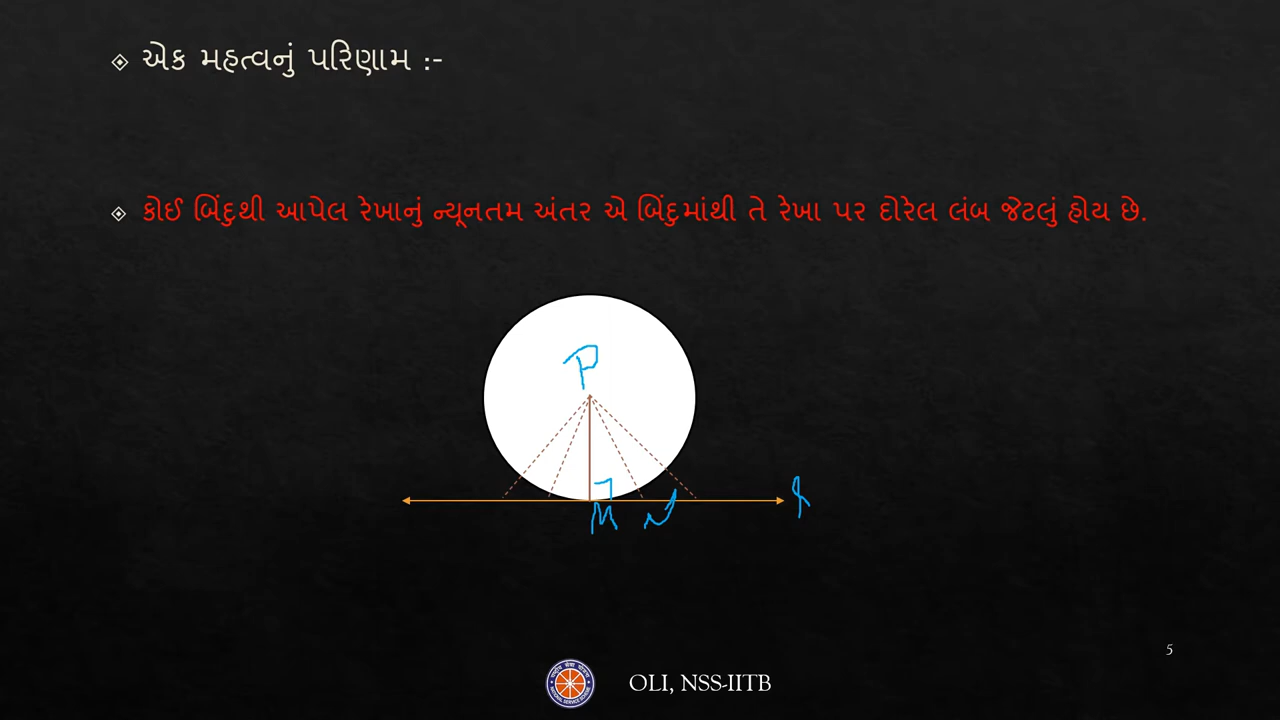 એક મહત્વનું પરિણામ :-
કોઈ બિંદુથી આપેલ રેખાનું ન્યૂનતમ અંતર એ બિંદુમાંથી તે રેખા પર દોરેલ લંબ જેટલું હોય છે.
P
M N
5
OLI, NSS-IITB